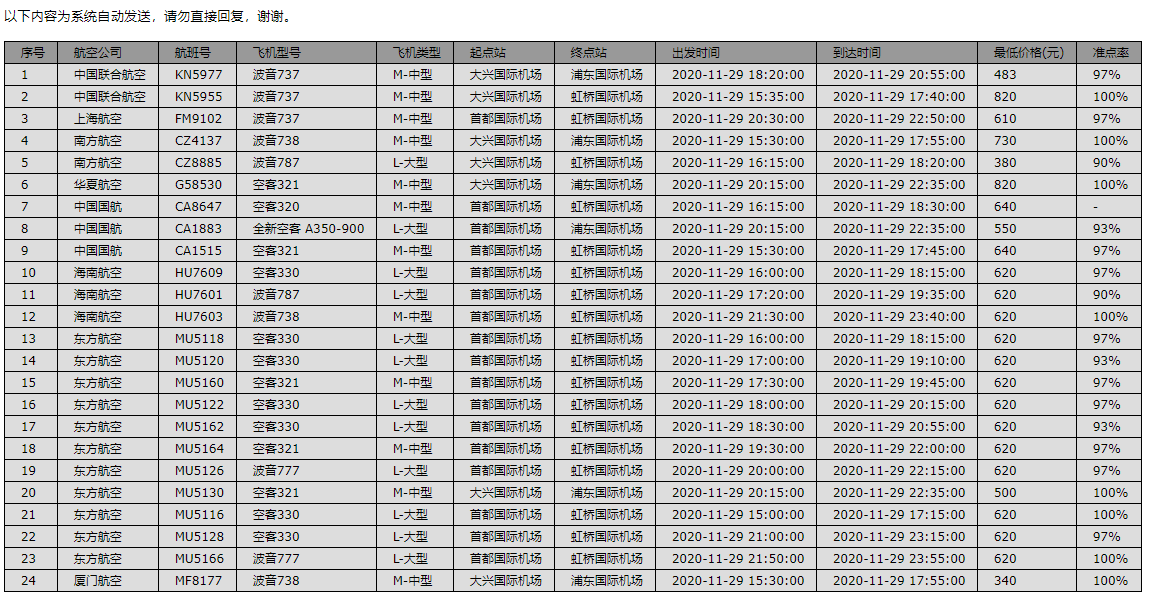 以下内容为系统自动发送，请勿直接回复，谢谢。
序号 航空公司 航班号 飞机型号 飞机类型 起点站 终点站 出发时间 到达时间 最低价格(元) 准点率
1 中国联合航空 KN5977 波音737 M-中型 大兴国际机场 浦东国际机场 2020-11-29 18:20:00 2020-11-29 20:55:00 483 97%
2 中国联合航空 KN5955 波音737 M-中型 大兴国际机场 虹桥国际机场 2020-11-29 15:35:00 2020-11-29 17:40:00 820 100%
3 上海航空 FM9102 波音737 M-中型 首都国际机场 虹桥国际机场 2020-11-29 20:30:00 2020-11-29 22:50:00 610 97%
4 南方航空 CZ4137 波音738 M-中型 大兴国际机场 浦东国际机场 2020-11-29 15:30:00 2020-11-29 17:55:00 730 100%
5 南方航空 CZ8885 波音787 L-大型 大兴国际机场 虹桥国际机场 2020-11-29 16:15:00 2020-11-29 18:20:00 380 90%
6 华夏航空 G58530 空客321 M-中型 大兴国际机场 浦东国际机场 2020-11-29 20:15:00 2020-11-29 22:35:00 820 100%
7 中国国航 CA8647 空客320 M-中型 首都国际机场 虹桥国际机场 2020-11-29 16:15:00 2020-11-29 18:30:00 640 -
8 中国国航 CA1883 全新空客 A350-900 L-大型 首都国际机场 浦东国际机场 2020-11-29 20:15:00 2020-11-29 22:35:00 550 93%
9 中国国航 CA1515 空客321 M-中型 首都国际机场 虹桥国际机场 2020-11-29 15:30:00 2020-11-29 17:45:00 640 97%
10 海南航空 HU7609 空客330 L-大型 首都国际机场 虹桥国际机场 2020-11-29 16:00:00 2020-11-29 18:15:00 620 97%
11 海南航空 HU7601 波音787 L-大型 首都国际机场 虹桥国际机场 2020-11-29 17:20:00 2020-11-29 19:35:00 620 90%
12 海南航空 HU7603 波音738 M-中型 首都国际机场 虹桥国际机场 2020-11-29 21:30:00 2020-11-29 23:40:00 620 100%
13 东方航空 MU5118 空客330 L-大型 首都国际机场 虹桥国际机场 2020-11-29 16:00:00 2020-11-29 18:15:00 620 97%
14 东方航空 MU5120 空客330 L-大型 首都国际机场 虹桥国际机场 2020-11-29 17:00:00 2020-11-29 19:10:00 620 93%
15 东方航空 MU5160 空客321 M-中型 首都国际机场 虹桥国际机场 2020-11-29 17:30:00 2020-11-29 19:45:00 620 97%
16 东方航空 MU5122 空客330 L-大型 首都国际机场 虹桥国际机场 2020-11-29 18:00:00 2020-11-29 20:15:00 620 97%
17 东方航空 MU5162 空客330 L-大型 首都国际机场 虹桥国际机场 2020-11-29 18:30:00 2020-11-29 20:55:00 620 93%
18 东方航空 MU5164 空客321 M-中型 首都国际机场 虹桥国际机场 2020-11-29 19:30:00 2020-11-29 22:00:00 620 97%
19 东方航空 MU5126 波音777 L-大型 首都国际机场 虹桥国际机场 2020-11-29 20:00:00 2020-11-29 22:15:00 620 97%
20 东方航空 MU5130 空客321 M-中型 大兴国际机场 浦东国际机场 2020-11-29 20:15:00 2020-11-29 22:35:00 500 100%
21 东方航空 MU5116 空客330 L-大型 首都国际机场 虹桥国际机场 2020-11-29 15:00:00 2020-11-29 17:15:00 620 100%
22 东方航空 MU5128 空客330 L-大型 首都国际机场 虹桥国际机场 2020-11-29 21:00:00 2020-11-29 23:15:00 620 97%
23 东方航空 MU5166 波音777 L-大型 首都国际机场 虹桥国际机场 2020-11-29 21:50:00 2020-11-29 23:55:00 620 100%
24 厦门航空 MF8177 波音738 M-中型 大兴国际机场 浦东国际机场 2020-11-29 15:30:00 2020-11-29 17:55:00 340 100%